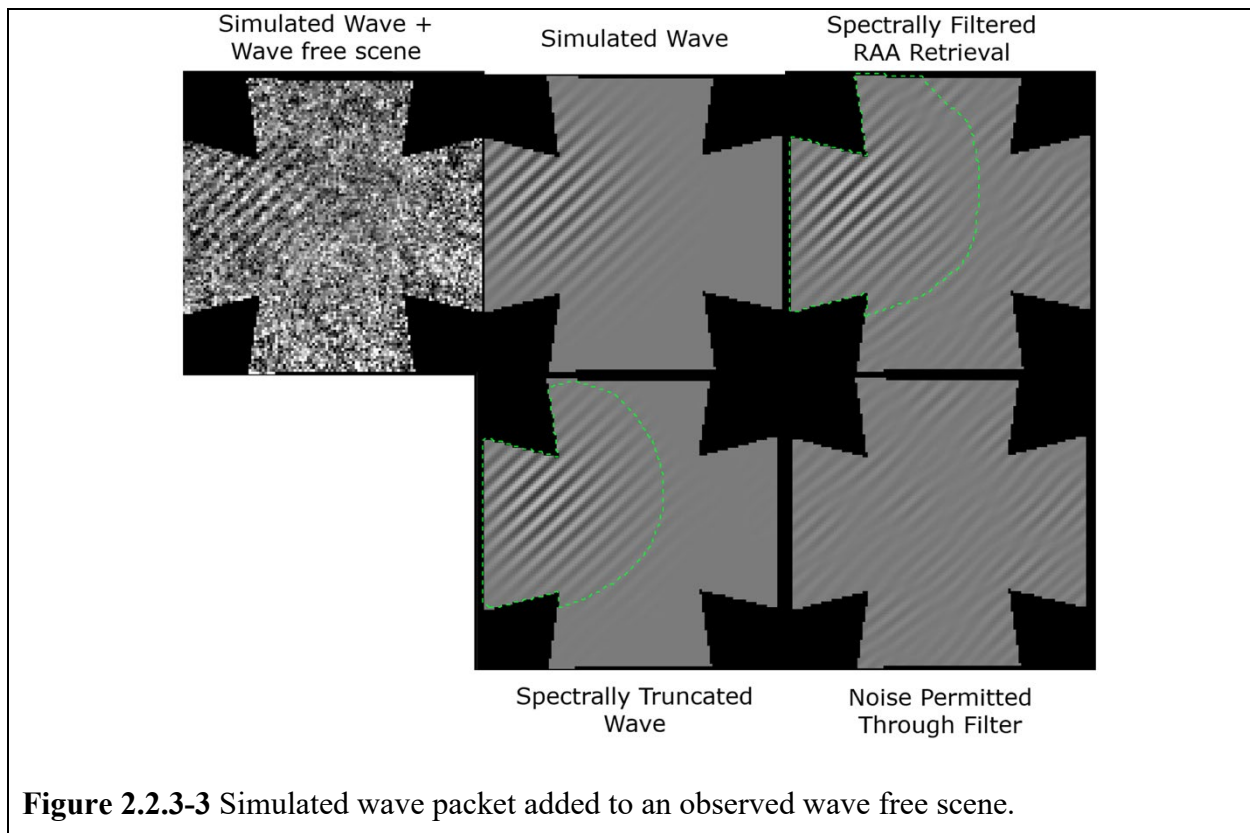 Simulated Wave +
Wave free scene
Simulated Wave
Spectrally Filtered
RAA Retrieval
Spectrally Truncated
Wave
Noise Permitted
Through Filter
Figure 2.2.3-3 Simulated wave packet added to an observed wave free scene.